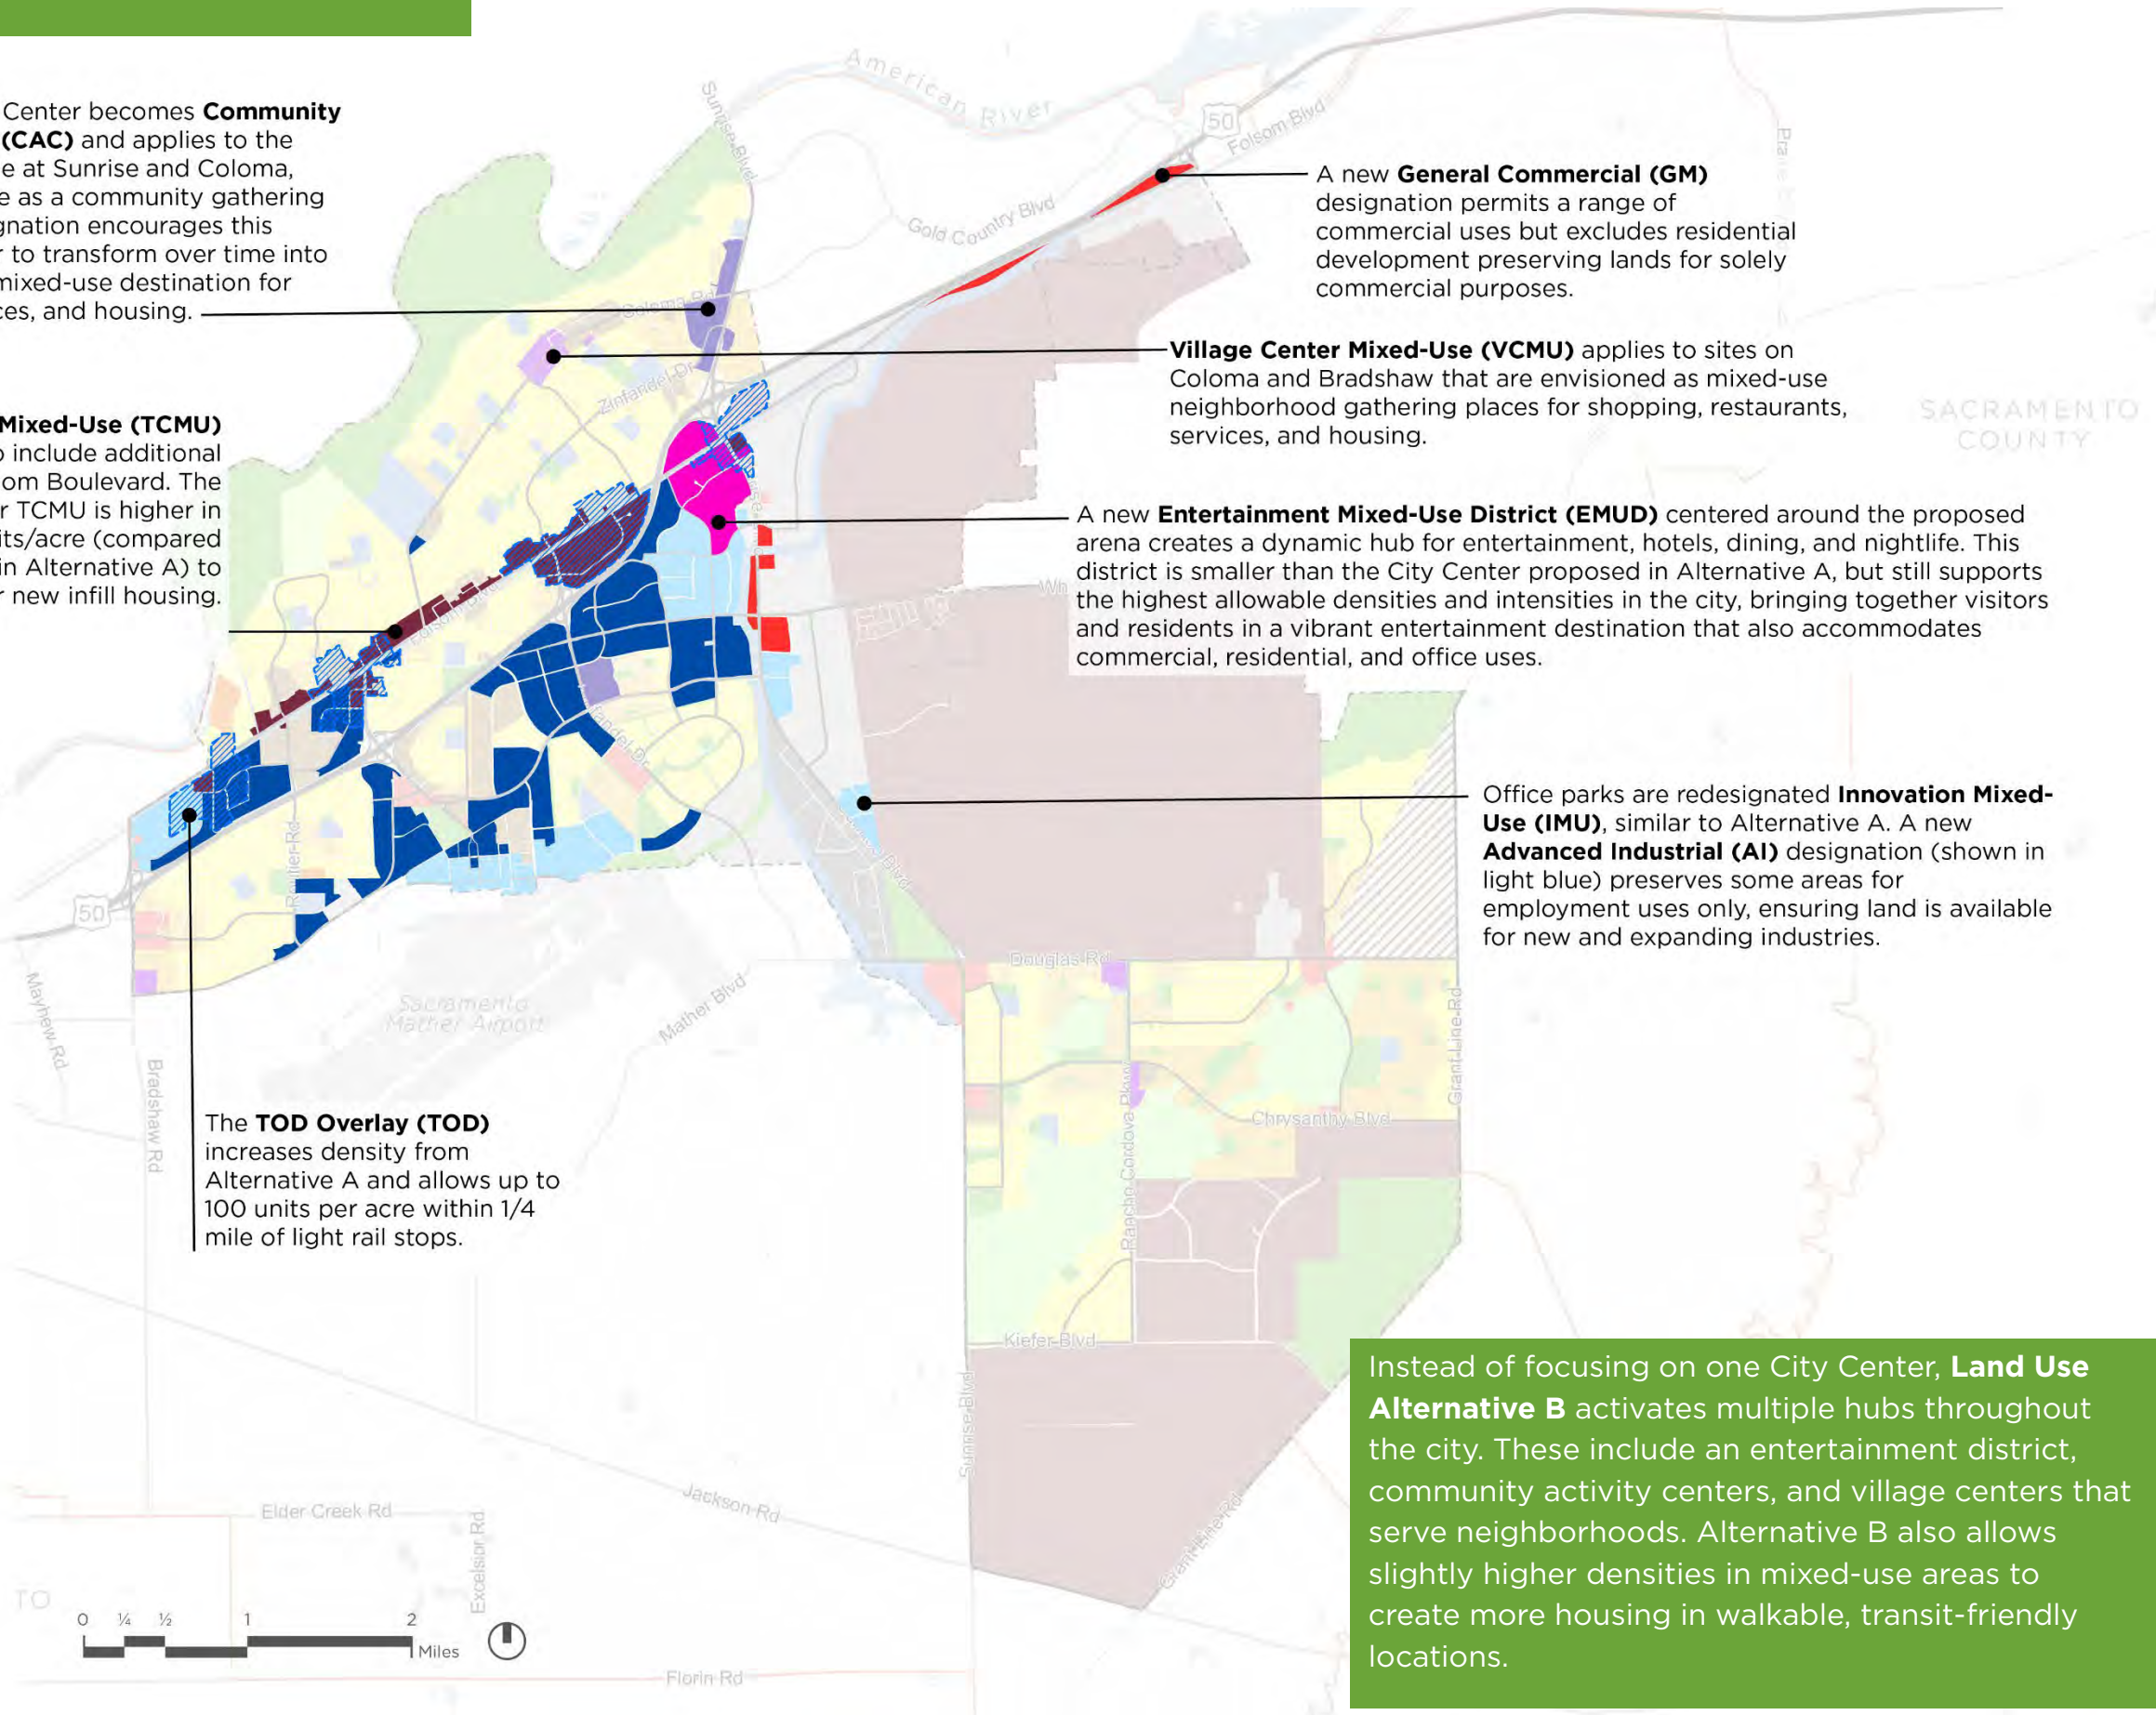 Center becomes Community
(CAC) and applies to the
e at Sunrise and Coloma,
e as a community gathering
gnation encourages this
r to transform over time into
mixed-use destination for
ces, and housing.
Mixed-Use (TCMU)
o include additional
om Boulevard. The
r TCMU is higher in
its/acre (compared
in Alternative A) to
r new infill housing.
A new General Commercial (GM)
designation permits a range of
commercial uses but excludes residential
development preserving lands for solely
commercial purposes.
Village Center Mixed-Use (VCMU) applies to sites on
Coloma and Bradshaw that are envisioned as mixed-use
neighborhood gathering places for shopping, restaurants,
services, and housing.
A new Entertainment Mixed-Use District (EMUD) centered around the proposed
arena creates a dynamic hub for entertainment, hotels, dining, and nightlife. This
district is smaller than the City Center proposed in Alternative A, but still supports
the highest allowable densities and intensities in the city, bringing together visitors
and residents in a vibrant entertainment destination that also accommodates
commercial, residential, and office uses.
Office parks are redesignated Innovation Mixed-
Use (IMU), similar to Alternative A. A new
Advanced Industrial (AI) designation (shown in
light blue) preserves some areas for
employment uses only, ensuring land is available
for new and expanding industries.
The TOD Overlay (TOD)
increases density from
Alternative A and allows up to
100 units per acre within 1/4
mile of light rail stops.
Instead of focusing on one City Center, Land Use
Alternative B activates multiple hubs throughout
the city. These include an entertainment district,
community activity centers, and village centers that
serve neighborhoods. Alternative B also allows
slightly higher densities in mixed-use areas to
create more housing in walkable, transit-friendly
locations.
American River
Sunrise Blvd
50
Folsom Blvd
Gold Country Blvd
Coloma Rd
Zinfandel Dr
SACRAMENTO
COUNTY
Wh
Routier Rd
50
Mayhew Rd
Bradshaw Rd
Sacramento
Mather Airport
Mather Blvd
Douglas Rd
Grant Line Rd
Chrysanthy Blvd
Rancho Cordova Pkwy
Kiefer Blvd
Sunrise Blvd
Grant Line Rd
Jackson Rd
Elder Creek Rd
Excelsior Rd
Florin Rd
TO
0 ¼ ½ 1 2
Miles